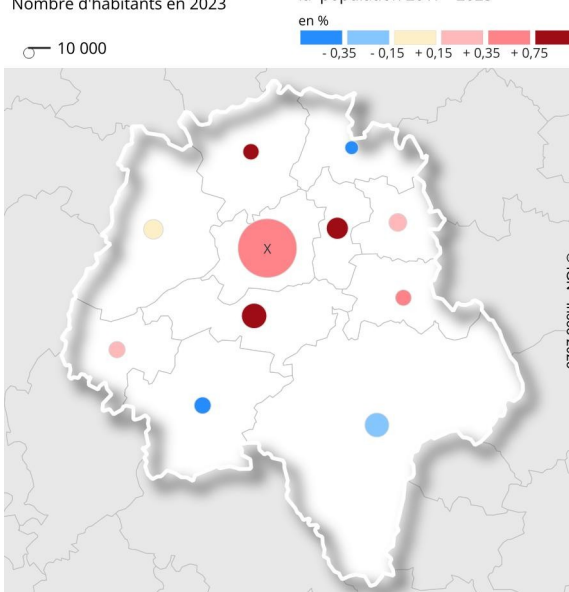 Nombre d'habitants en 2023
en %
10 000
- 0,35 - 0,15 + 0,15 + 0,35 + 0,75
X